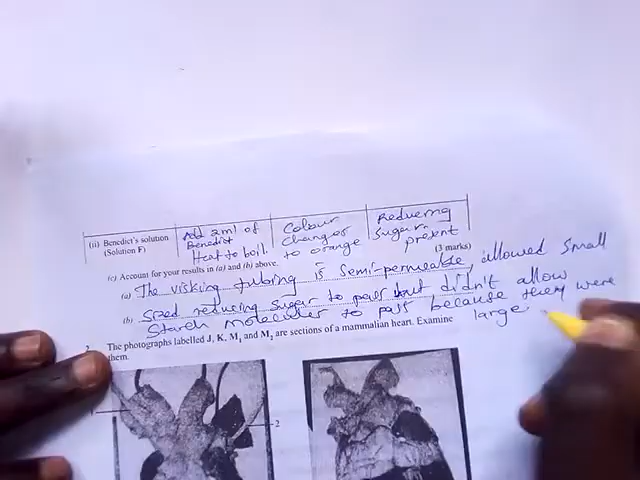 (ii) Benedict's solution (Solution F)
Add 2ml of Benedict Heat to boil.
Colour changes to orange
Reducing sugar present
(3 marks)
(c) Account for your results in (a) and (b) above.
(a) The visking tubing is semi-permeable, allowed small
(b) sized reducing sugar to pass but didn't allow
Starch molecules to pass because they were
large
2. The photographs labelled J, K, M1 and M2 are sections of a mammalian heart. Examine
them.
1
2